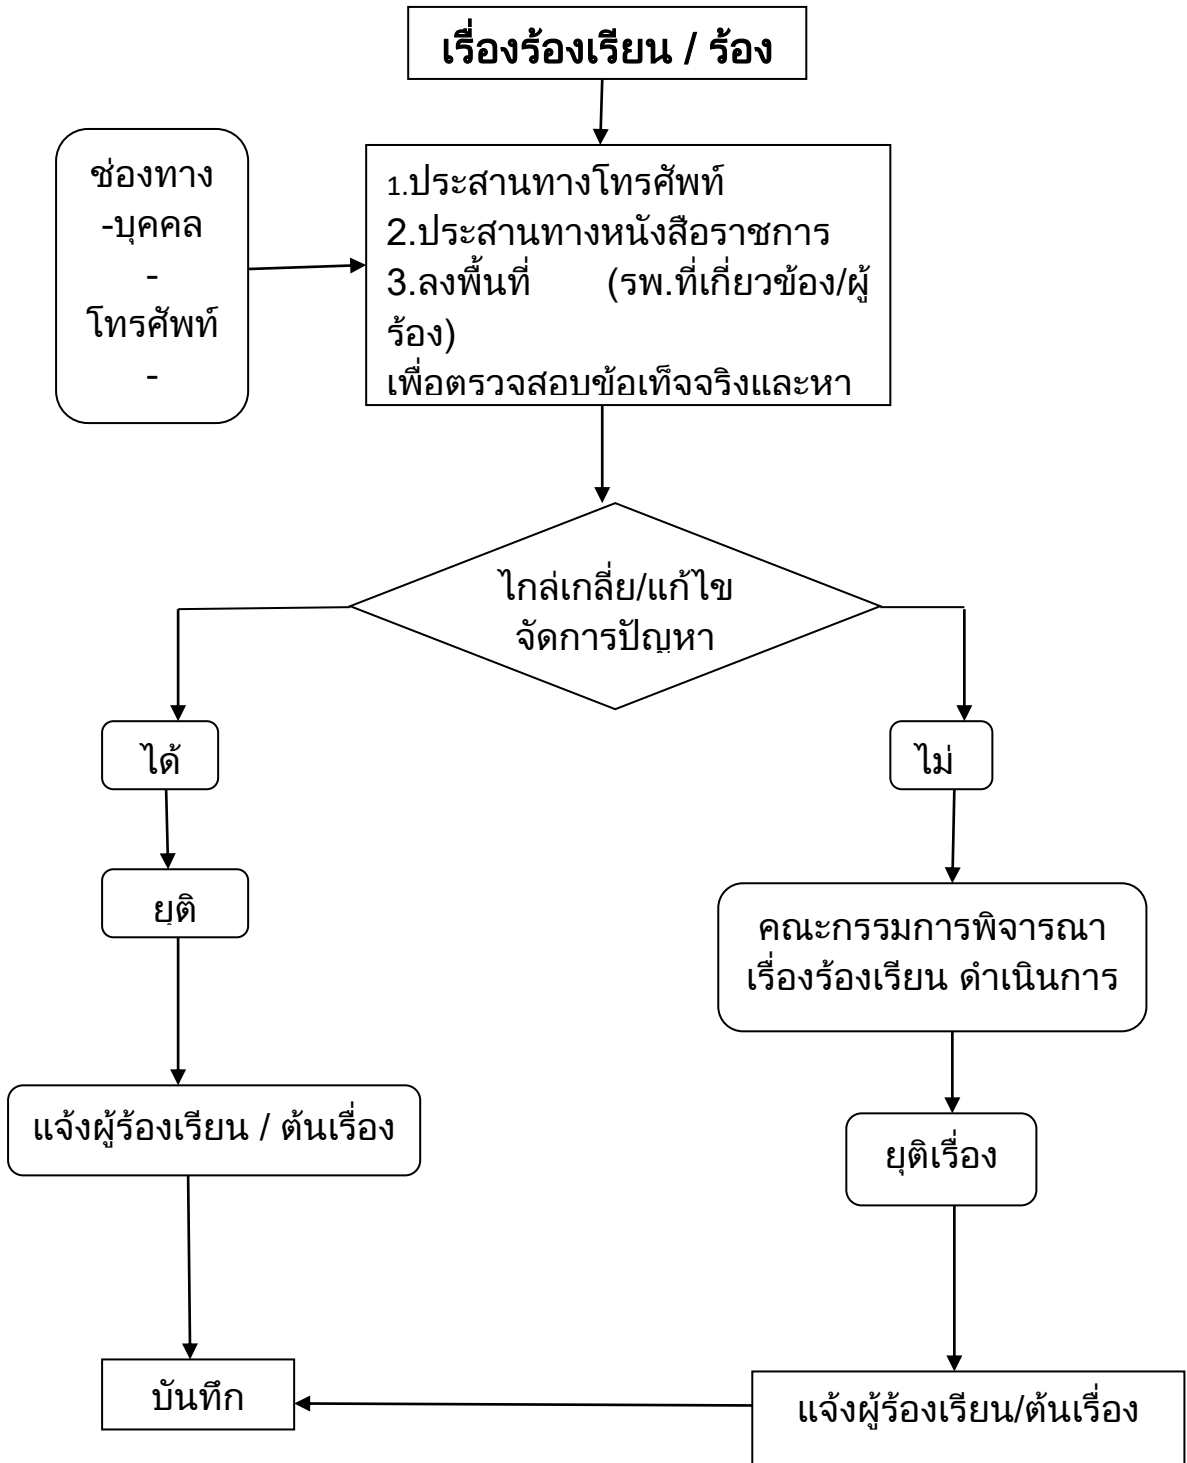 เรื่องร้องเรียน / ร้อง
ช่องทาง
-บุคคล
-
โทรศัพท์
-
1.ประสานทางโทรศัพท์
2.ประสานทางหนังสือราชการ
3.ลงพื้นที่ (รพ.ที่เกี่ยวข้อง/ผู้
ร้อง)
เพื่อตรวจสอบข้อเท็จจริงและหา
ไกล่เกลี่ย/แก้ไข
จัดการปัญหา
ได้
ไม่
ยุติ
คณะกรรมการพิจารณา
เรื่องร้องเรียน ดำเนินการ
แจ้งผู้ร้องเรียน / ต้นเรื่อง
ยุติเรื่อง
บันทึก
แจ้งผู้ร้องเรียน/ต้นเรื่อง